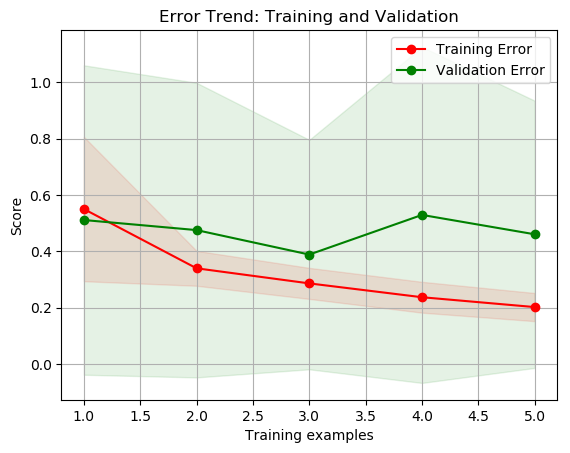 Error Trend: Training and Validation
Training Error
Validation Error
Score
1.0
0.8
0.6
0.4
0.2
0.0
1.0 1.5 2.0 2.5 3.0 3.5 4.0 4.5 5.0
Training examples